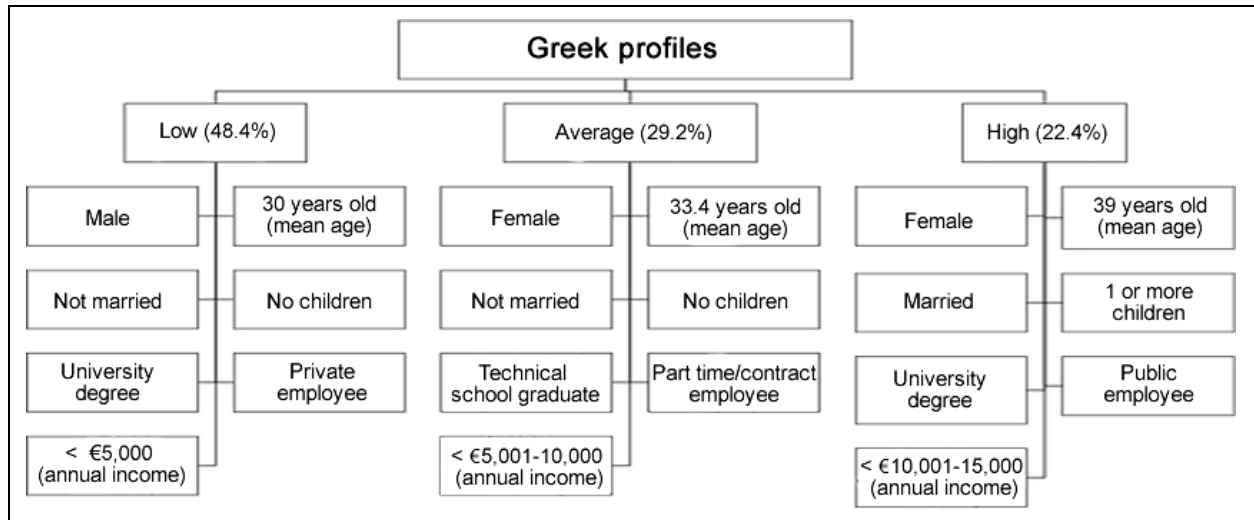 Greek profiles
Low (48.4%)
Average (29.2%)
High (22.4%)
Male
30 years old
(mean age)
Not married
No children
University
degree
Private
employee
< €5,000
(annual income)
Female
33.4 years old
(mean age)
Not married
No children
Technical
school graduate
Part time/contract
employee
< €5,001-10,000
(annual income)
Female
39 years old
(mean age)
Married
1 or more
children
University
degree
Public
employee
< €10,001-15,000
(annual income)